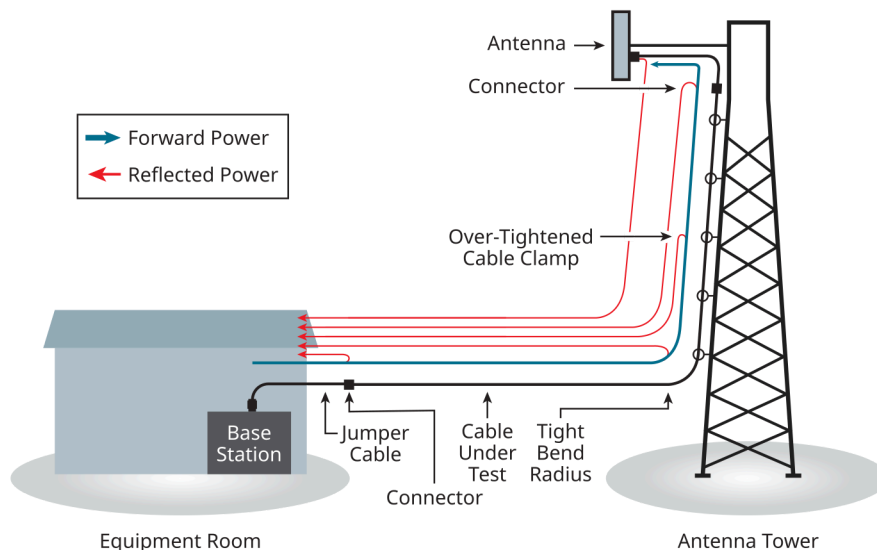 Antenna
Connector
Forward Power
Reflected Power
Over-Tightened
Cable Clamp
Base
Station
Jumper
Cable
Connector
Cable
Under
Test
Tight
Bend
Radius
Equipment Room
Antenna Tower